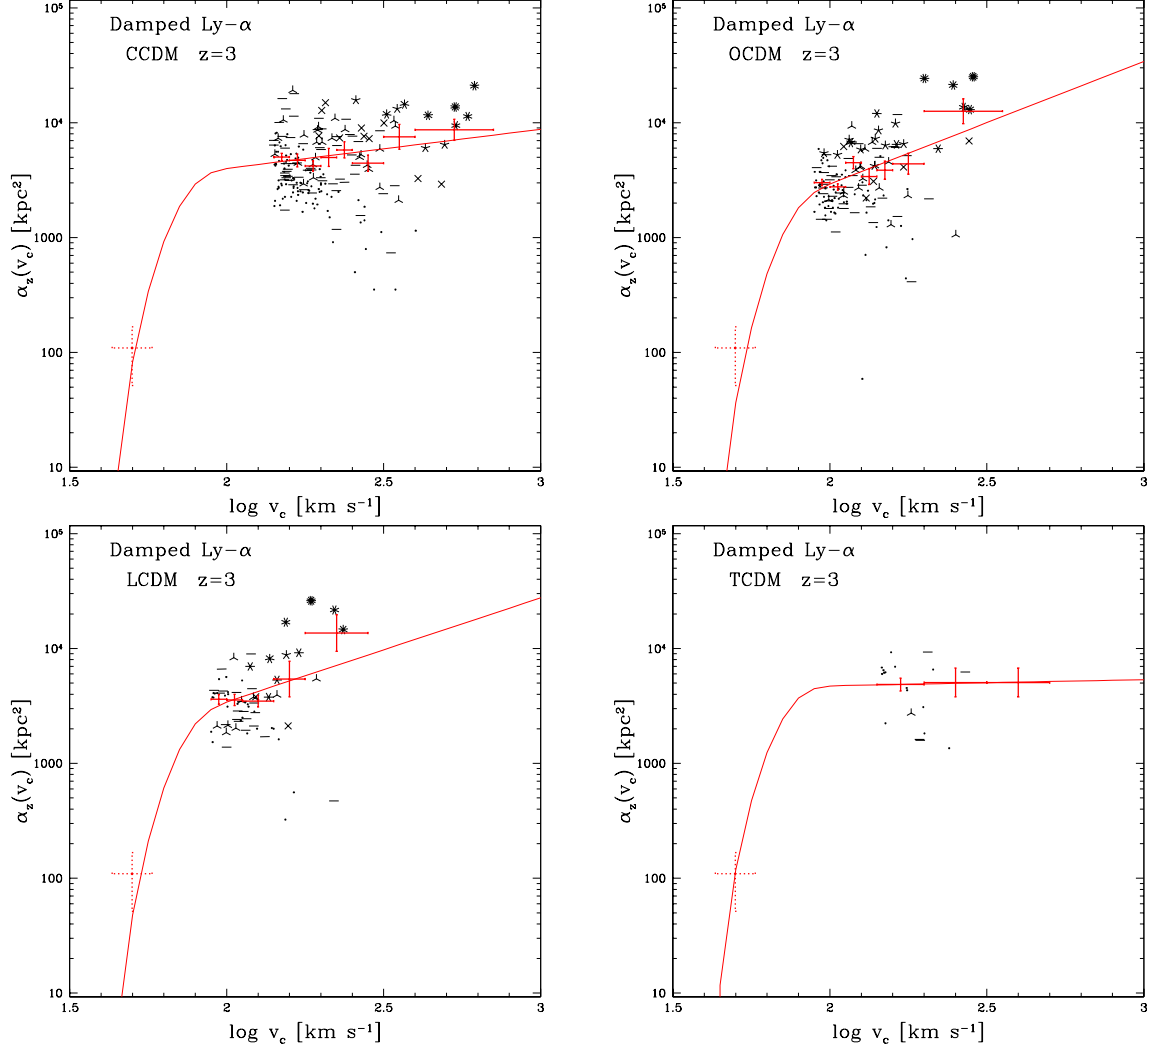 Damped Ly-α
CCDM z=3
10⁵
10⁴
1000
100
10
α_z(v_c) [kpc²]
1.5 2 2.5 3
log v_c [km s⁻¹]
Damped Ly-α
OCDM z=3
10⁵
10⁴
1000
100
10
α_z(v_c) [kpc²]
1.5 2 2.5 3
log v_c [km s⁻¹]
Damped Ly-α
LCDM z=3
10⁵
10⁴
1000
100
10
α_z(v_c) [kpc²]
1.5 2 2.5 3
log v_c [km s⁻¹]
Damped Ly-α
TCDM z=3
10⁵
10⁴
1000
100
10
α_z(v_c) [kpc²]
1.5 2 2.5 3
log v_c [km s⁻¹]